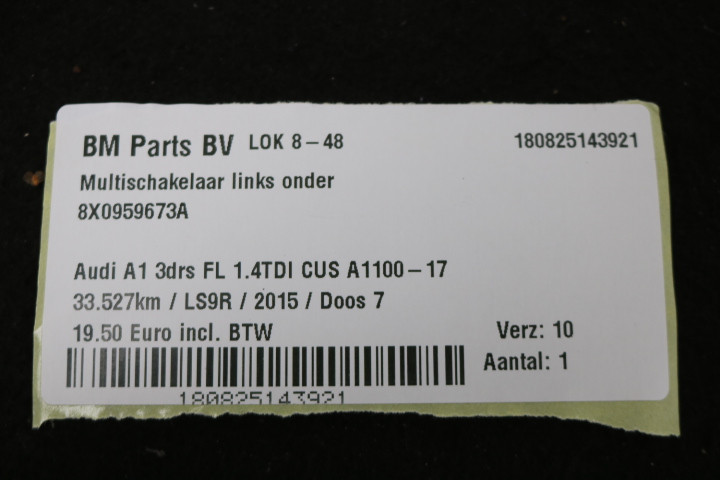 BM Parts BV LOK 8-48 180825143921
Multischakelaar links onder
8X0959673A
Audi A1 3drs FL 1.4TDI CUS A1100-17
33.527km / LS9R / 2015 / Doos 7
19.50 Euro incl. BTW Verz: 10
Aantal: 1
180825143921